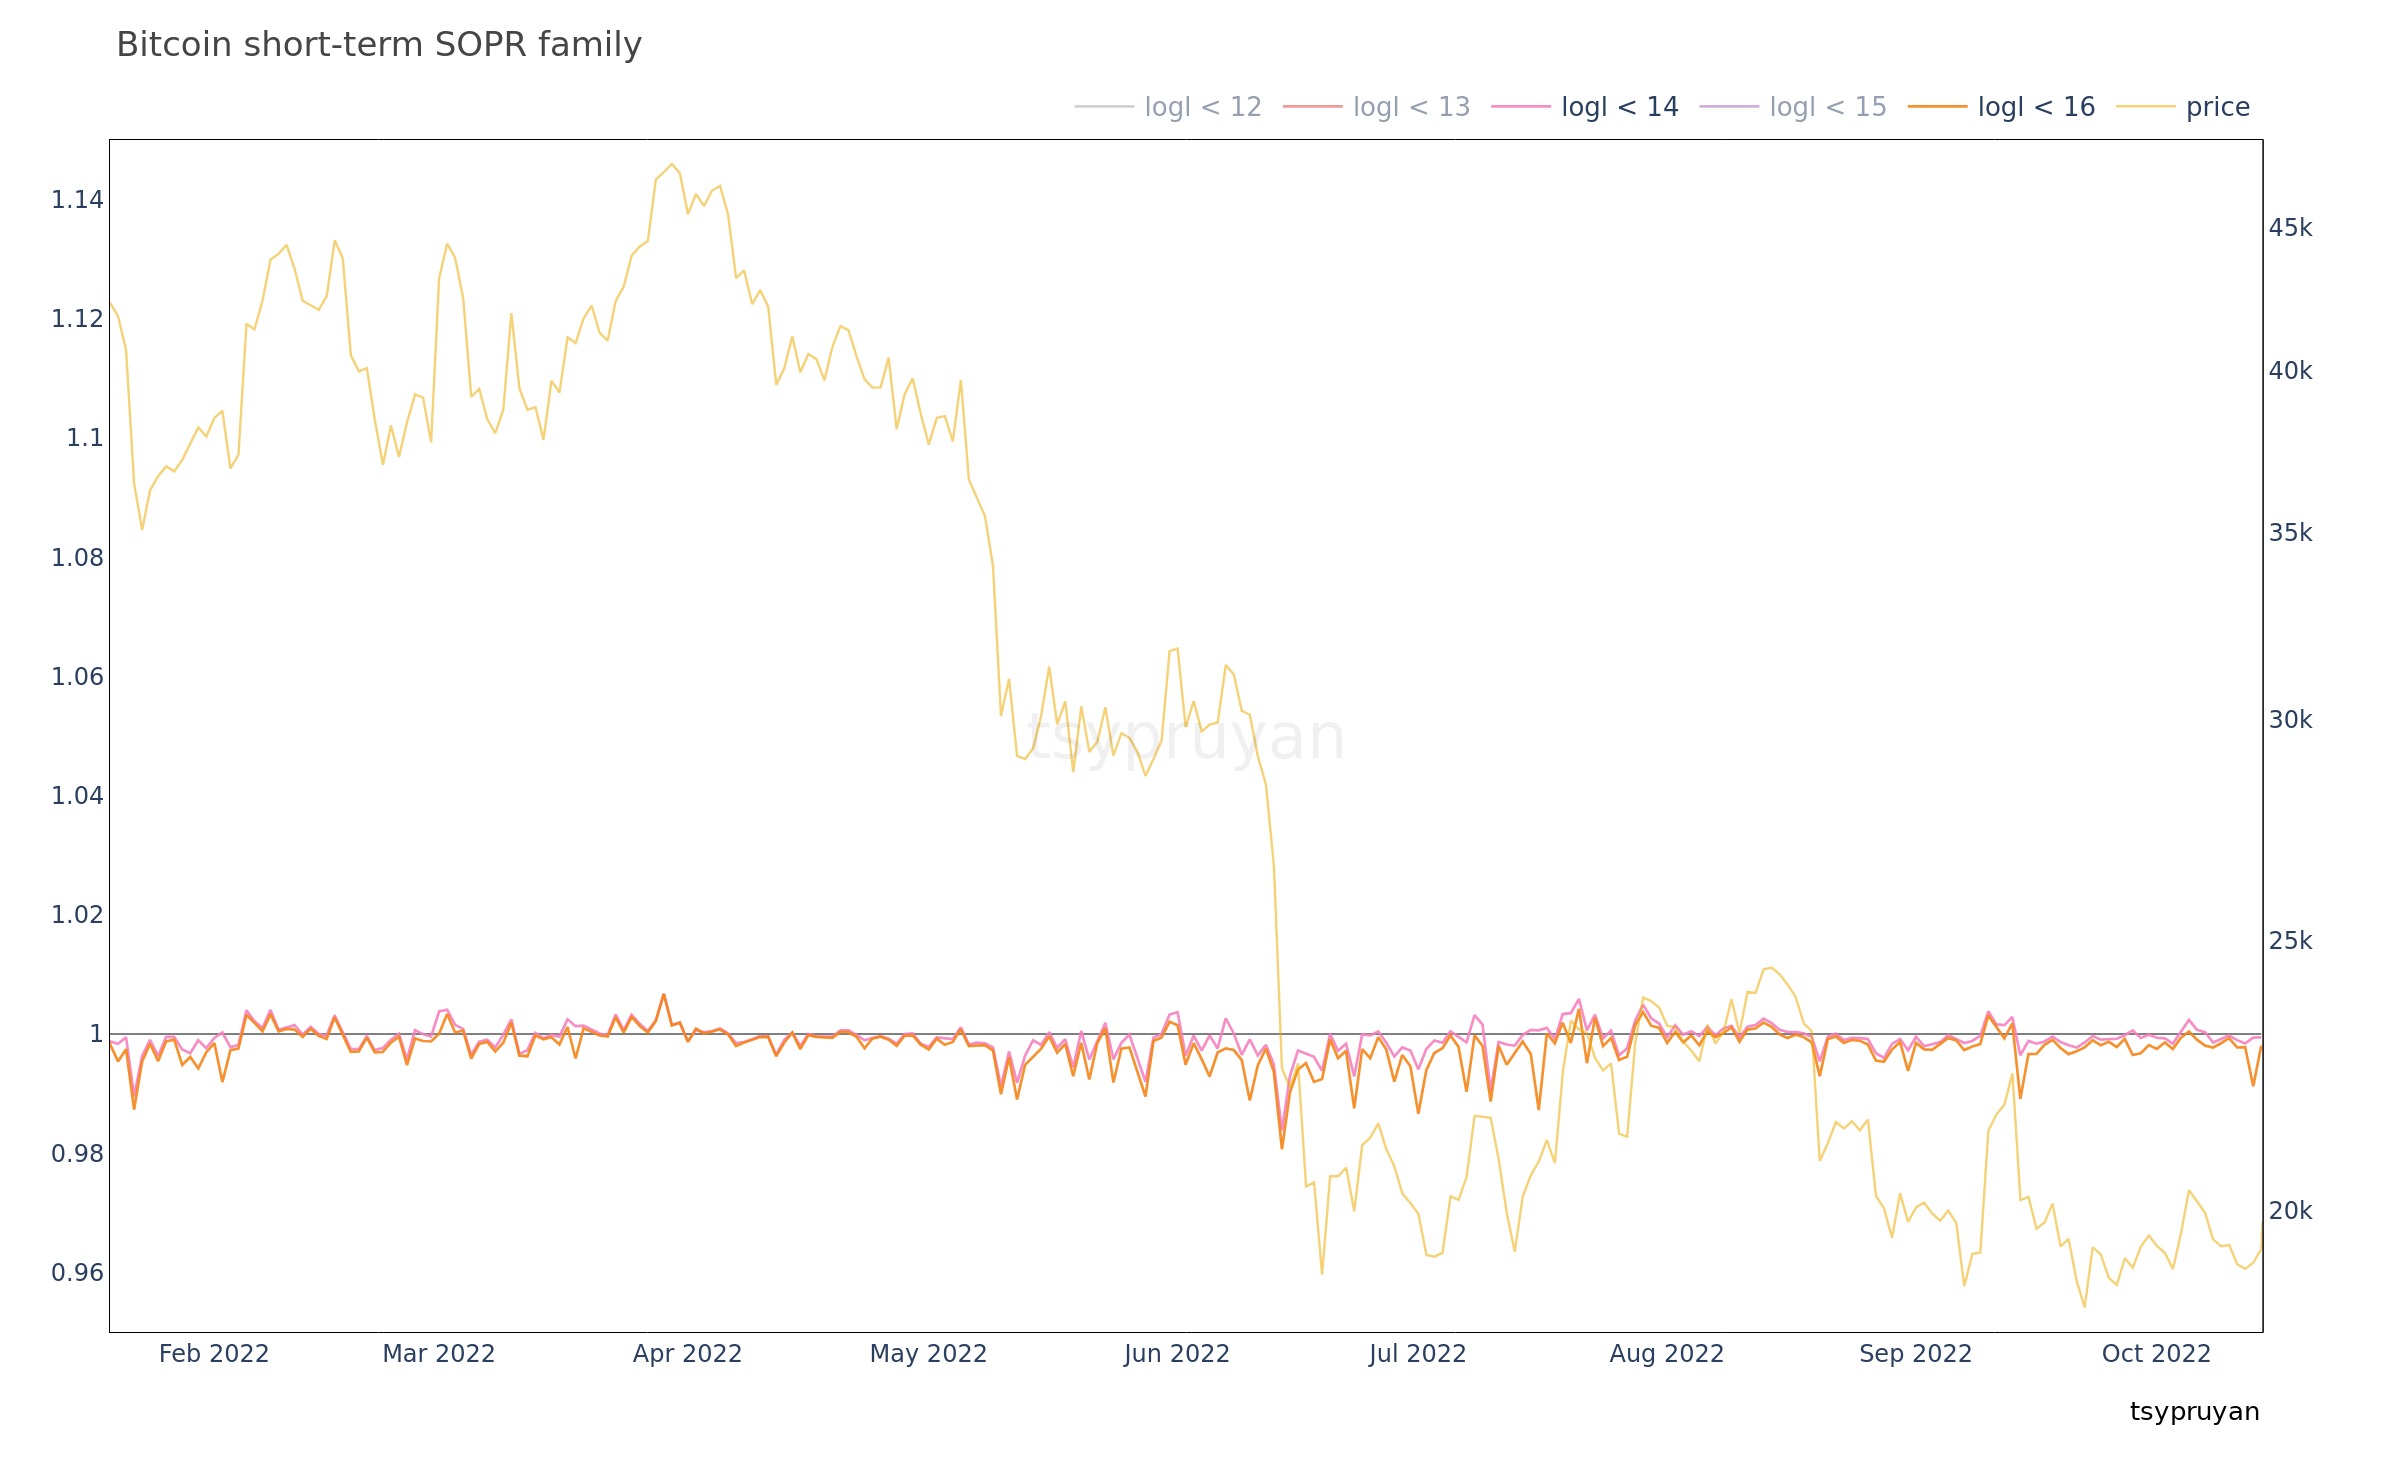 Bitcoin short-term SOPR family
logl < 12 logl < 13 logl < 14 logl < 15 logl < 16 price
1.14
1.12
1.1
1.08
1.06
1.04
1.02
1
0.98
0.96
45k
40k
35k
30k
25k
20k
tsypruyan
Feb 2022 Mar 2022 Apr 2022 May 2022 Jun 2022 Jul 2022 Aug 2022 Sep 2022 Oct 2022
tsypruyan